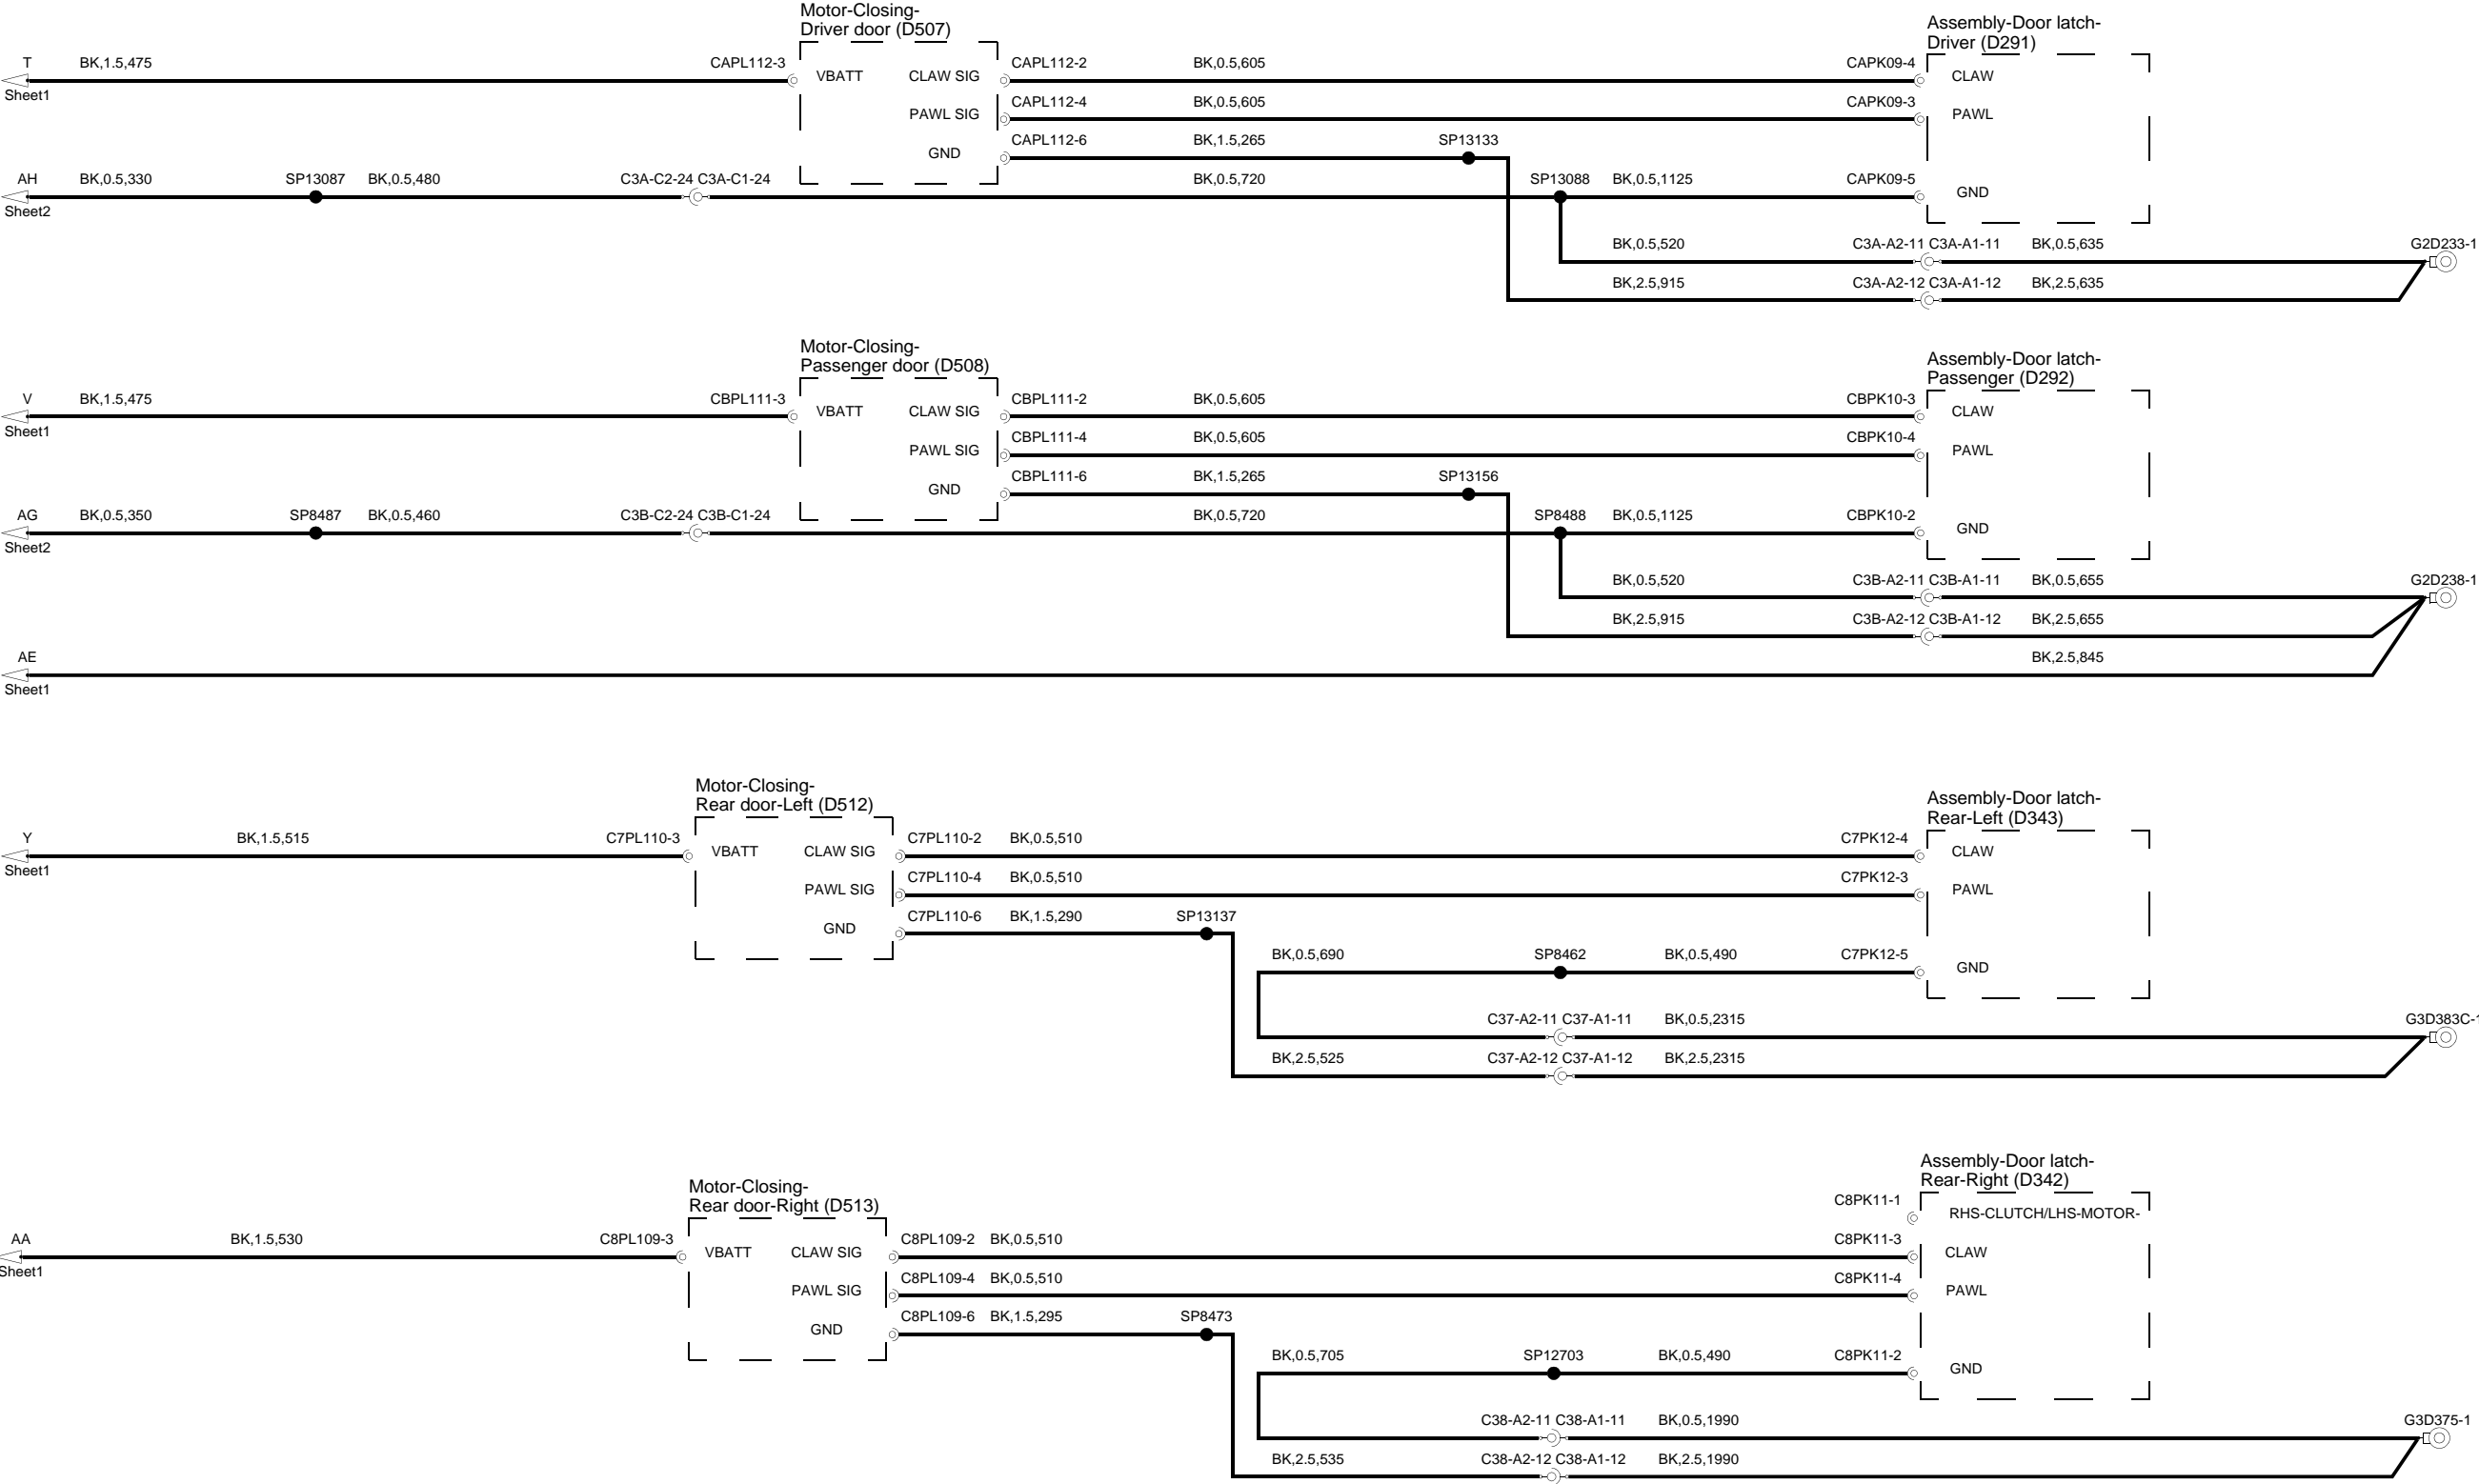 Motor-Closing-
Driver door (D507)
Assembly-Door latch-
Driver (D291)
T
BK,1.5,475
CAPL112-3
VBATT
CLAW SIG
CAPL112-2
BK,0.5,605
CAPK09-4
CLAW
Sheet1
PAWL SIG
CAPL112-4
BK,0.5,605
CAPK09-3
PAWL
GND
CAPL112-6
BK,1.5,265
SP13133
AH
BK,0.5,330
SP13087
BK,0.5,480
C3A-C2-24 C3A-C1-24
BK,0.5,720
SP13088
BK,0.5,1125
CAPK09-5
GND
Sheet2
BK,0.5,520
C3A-A2-11 C3A-A1-11
BK,0.5,635
G2D233-1
BK,2.5,915
C3A-A2-12 C3A-A1-12
BK,2.5,635
Motor-Closing-
Passenger door (D508)
Assembly-Door latch-
Passenger (D292)
V
BK,1.5,475
CBPL111-3
VBATT
CLAW SIG
CBPL111-2
BK,0.5,605
CBPK10-3
CLAW
Sheet1
PAWL SIG
CBPL111-4
BK,0.5,605
CBPK10-4
PAWL
GND
CBPL111-6
BK,1.5,265
SP13156
AG
BK,0.5,350
SP8487
BK,0.5,460
C3B-C2-24 C3B-C1-24
BK,0.5,720
SP8488
BK,0.5,1125
CBPK10-2
GND
Sheet2
BK,0.5,520
C3B-A2-11 C3B-A1-11
BK,0.5,655
G2D238-1
BK,2.5,915
C3B-A2-12 C3B-A1-12
BK,2.5,655
AE
BK,2.5,845
Sheet1
Motor-Closing-
Rear door-Left (D512)
Assembly-Door latch-
Rear-Left (D343)
Y
BK,1.5,515
C7PL110-3
VBATT
CLAW SIG
C7PL110-2
BK,0.5,510
C7PK12-4
CLAW
Sheet1
PAWL SIG
C7PL110-4
BK,0.5,510
C7PK12-3
PAWL
GND
C7PL110-6
BK,1.5,290
SP13137
BK,0.5,690
SP8462
BK,0.5,490
C7PK12-5
GND
C37-A2-11 C37-A1-11
BK,0.5,2315
G3D383C-1
BK,2.5,525
C37-A2-12 C37-A1-12
BK,2.5,2315
Motor-Closing-
Rear door-Right (D513)
Assembly-Door latch-
Rear-Right (D342)
C8PK11-1
RHS-CLUTCH/LHS-MOTOR-
AA
BK,1.5,530
C8PL109-3
VBATT
CLAW SIG
C8PL109-2
BK,0.5,510
C8PK11-3
CLAW
Sheet1
PAWL SIG
C8PL109-4
BK,0.5,510
C8PK11-4
PAWL
GND
C8PL109-6
BK,1.5,295
SP8473
BK,0.5,705
SP12703
BK,0.5,490
C8PK11-2
GND
C38-A2-11 C38-A1-11
BK,0.5,1990
G3D375-1
BK,2.5,535
C38-A2-12 C38-A1-12
BK,2.5,1990